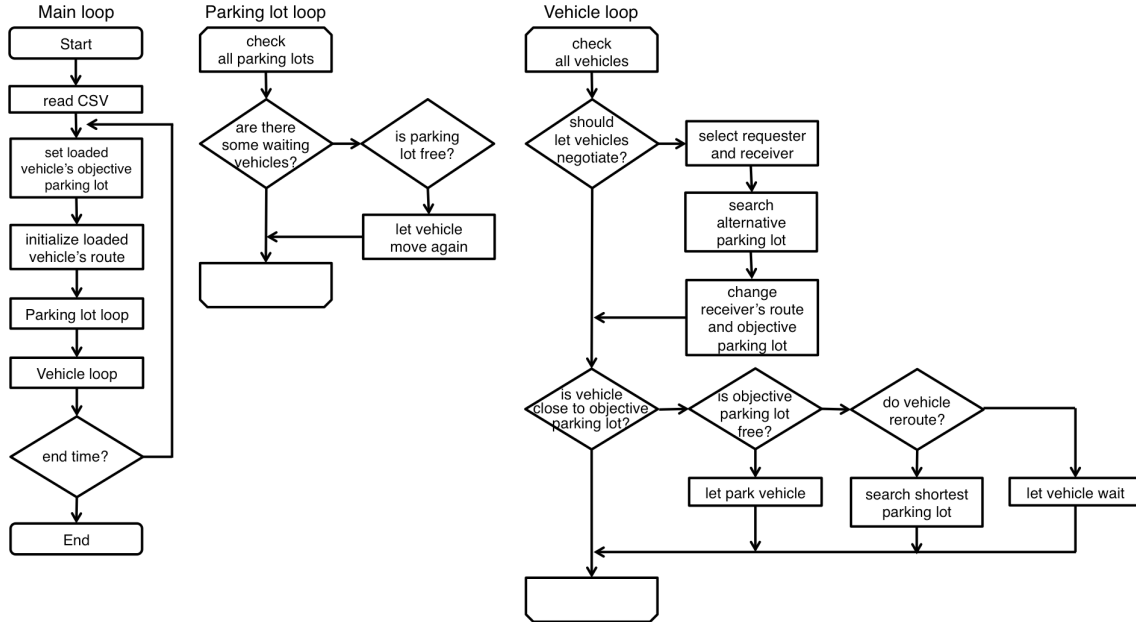 Main loop
Start
read CSV
set loaded
vehicle's objective
parking lot
initialize loaded
vehicle's route
Parking lot loop
Vehicle loop
end time?
End
Parking lot loop
check
all parking lots
are there
some waiting
vehicles?
is parking
lot free?
let vehicle
move again
Vehicle loop
check
all vehicles
should
let vehicles
negotiate?
select requester
and receiver
search
alternative
parking lot
change
receiver's route
and objective
parking lot
is vehicle
close to objective
parking lot?
is objective
parking lot
free?
do vehicle
reroute?
let park vehicle
search shortest
parking lot
let vehicle wait